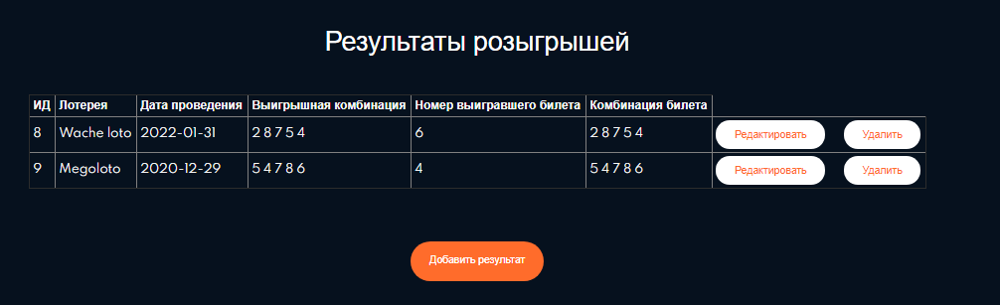 Результаты розыгрышей
ИД Лотерея Дата проведения Выигрышная комбинация Номер выигравшего билета Комбинация билета
8 Wache loto 2022-01-31 2 8 7 5 4 6 2 8 7 5 4 Редактировать Удалить
9 Megoloto 2020-12-29 5 4 7 8 6 4 5 4 7 8 6 Редактировать Удалить
Добавить результат